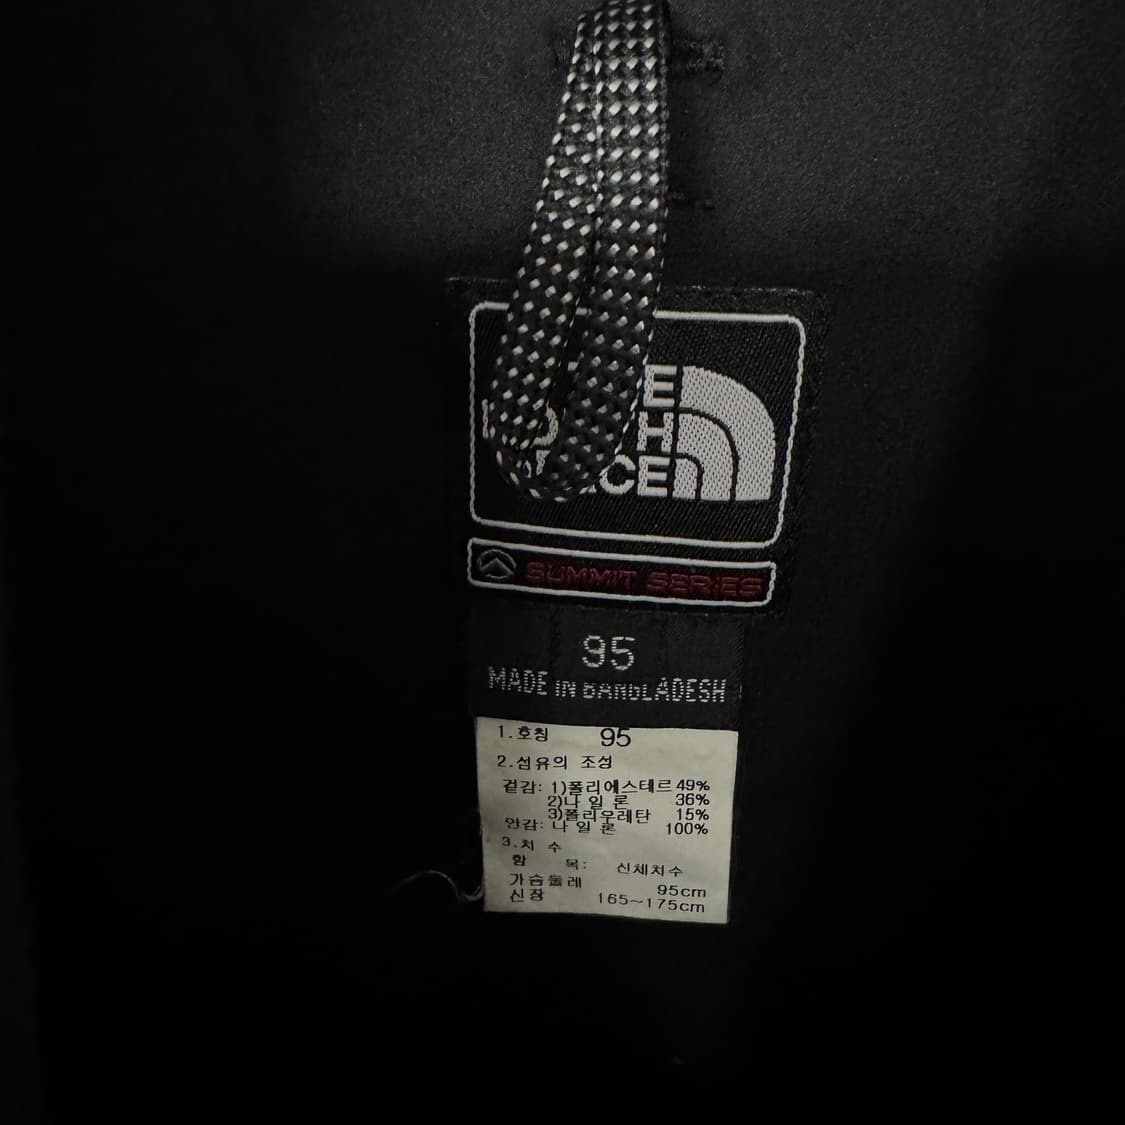 THE
NORTH
FACE
SUMMIT SERIES
95
MADE IN BANGLADESH
1.호칭 95
2.섬유의 조성
겉감: 1)폴리에스테르 49%
2)나 일 론 36%
3)폴리우레탄 15%
안감: 나 일 론 100%
3.치 수
항 목: 신체치수
가슴둘레 95cm
신장 165~175cm